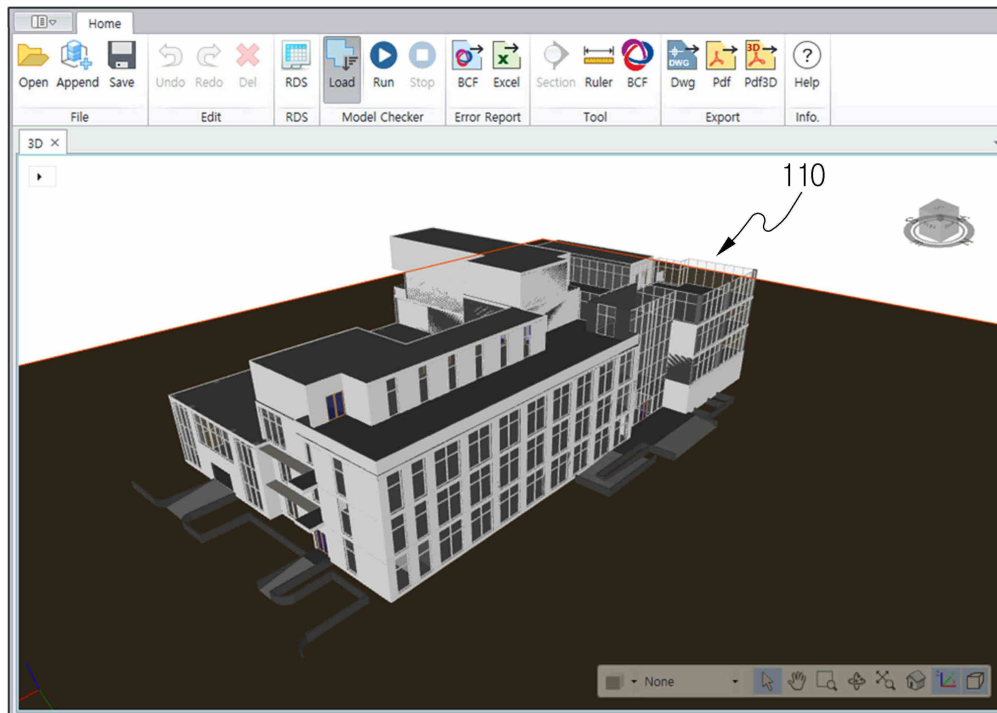 Home
Open Append Save Undo Redo Del RDS Load Run Stop BCF Excel Section Ruler BCF Dwg Pdf Pdf3D Help
File Edit RDS Model Checker Error Report Tool Export Info.
3D
110
None